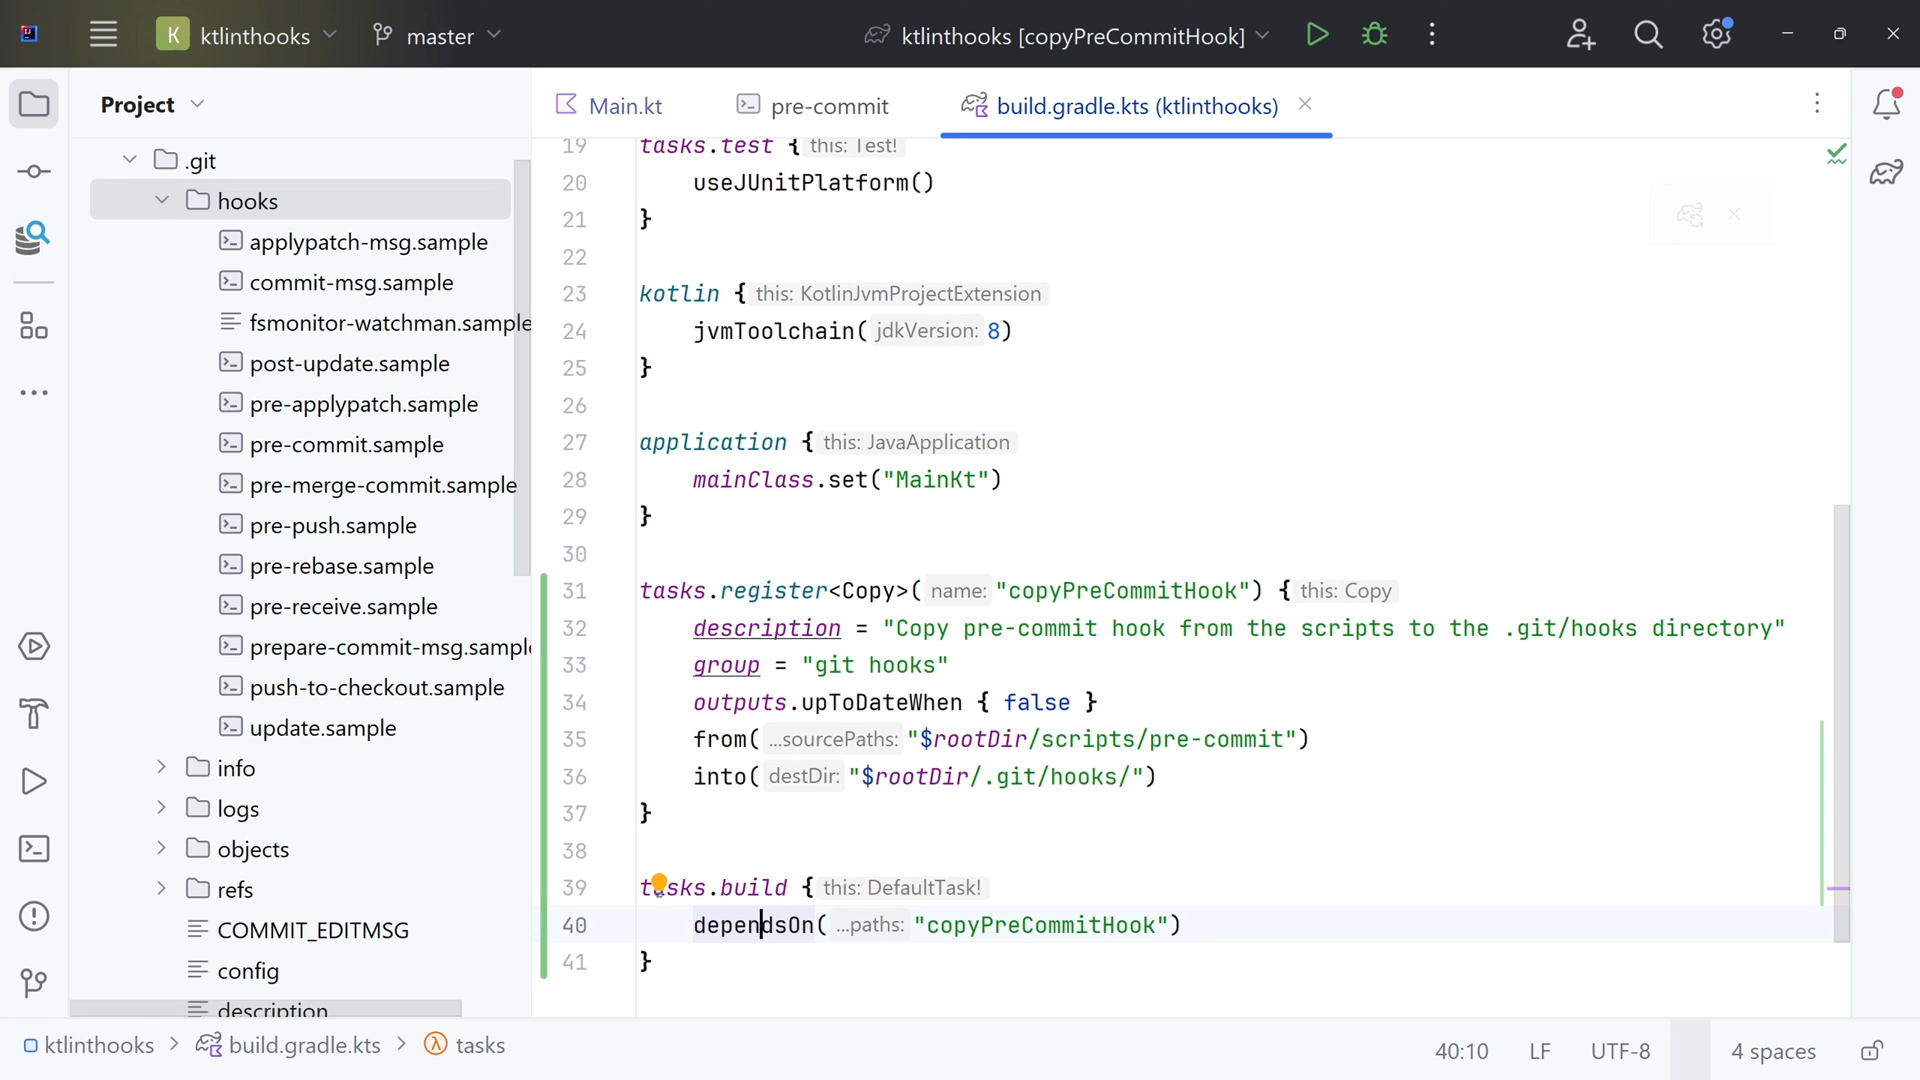 K ktlinthooks master ktlinthooks [copyPreCommitHook]
Project
.git
hooks
applypatch-msg.sample
commit-msg.sample
fsmonitor-watchman.sample
post-update.sample
pre-applypatch.sample
pre-commit.sample
pre-merge-commit.sample
pre-push.sample
pre-rebase.sample
pre-receive.sample
prepare-commit-msg.sampl
push-to-checkout.sample
update.sample
info
logs
objects
refs
COMMIT_EDITMSG
config
description
Main.kt pre-commit build.gradle.kts (ktlinthooks)
19 tasks.test { this: Test!
20 useJUnitPlatform()
21 }
22
23 kotlin { this: KotlinJvmProjectExtension
24 jvmToolchain( jdkVersion: 8)
25 }
26
27 application { this: JavaApplication
28 mainClass.set("MainKt")
29 }
30
31 tasks.register<Copy>( name: "copyPreCommitHook") { this: Copy
32 description = "Copy pre-commit hook from the scripts to the .git/hooks directory"
33 group = "git hooks"
34 outputs.upToDateWhen { false }
35 from( ...sourcePaths: "$rootDir/scripts/pre-commit")
36 into( destDir: "$rootDir/.git/hooks/")
37 }
38
39 tasks.build { this: DefaultTask!
40 dependsOn( ...paths: "copyPreCommitHook")
41 }
ktlinthooks > build.gradle.kts > tasks
40:10 LF UTF-8 4 spaces